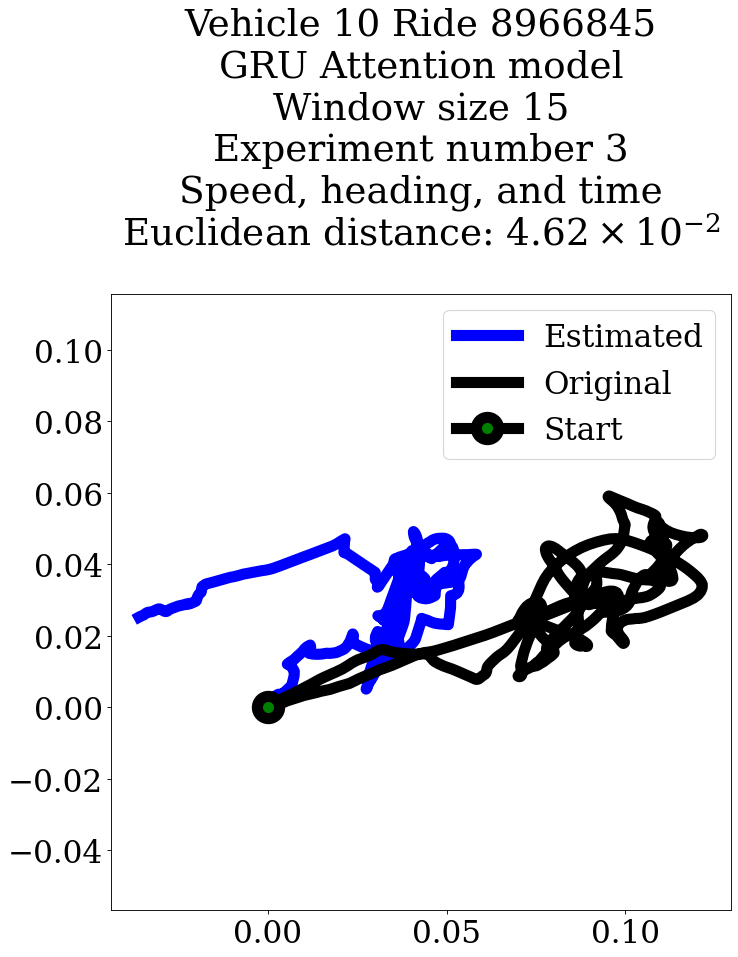 Vehicle 10 Ride 8966845
GRU Attention model
Window size 15
Experiment number 3
Speed, heading, and time
Euclidean distance: 4.62 × 10⁻²
Estimated
Original
Start
0.10
0.08
0.06
0.04
0.02
0.00
−0.02
−0.04
0.00 0.05 0.10